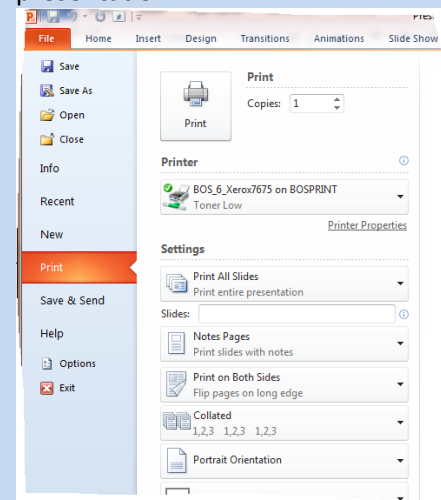 P
File Home Insert Design Transitions Animations Slide Show
Save
Save As
Open
Close
Info
Recent
New
Print
Save & Send
Help
Options
Exit
Print
Copies: 1
Print
Printer
BOS_6_Xerox7675 on BOSPRINT
Toner Low
Printer Properties
Settings
Print All Slides
Print entire presentation
Slides:
Notes Pages
Print slides with notes
Print on Both Sides
Flip pages on long edge
Collated
1,2,3 1,2,3 1,2,3
Portrait Orientation